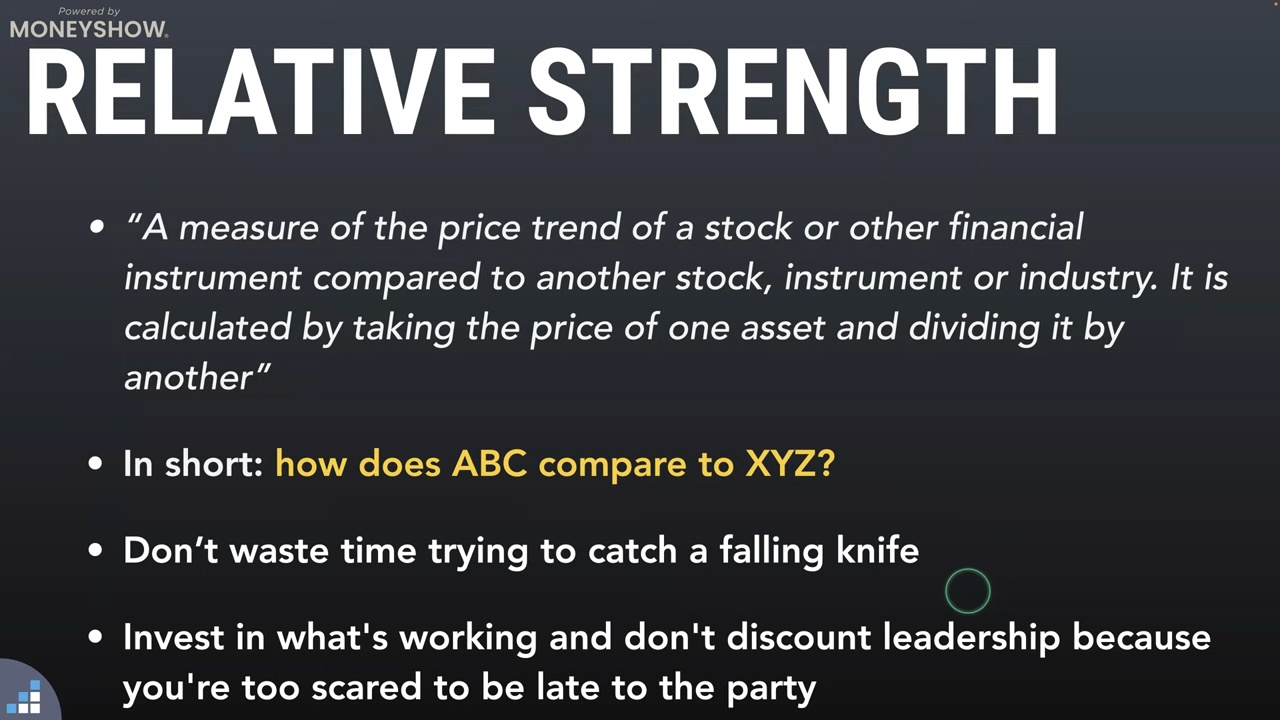 Powered by
MONEYSHOW®
RELATIVE STRENGTH
• “A measure of the price trend of a stock or other financial
instrument compared to another stock, instrument or industry. It is
calculated by taking the price of one asset and dividing it by
another”
• In short: how does ABC compare to XYZ?
• Don’t waste time trying to catch a falling knife
• Invest in what's working and don't discount leadership because
you're too scared to be late to the party